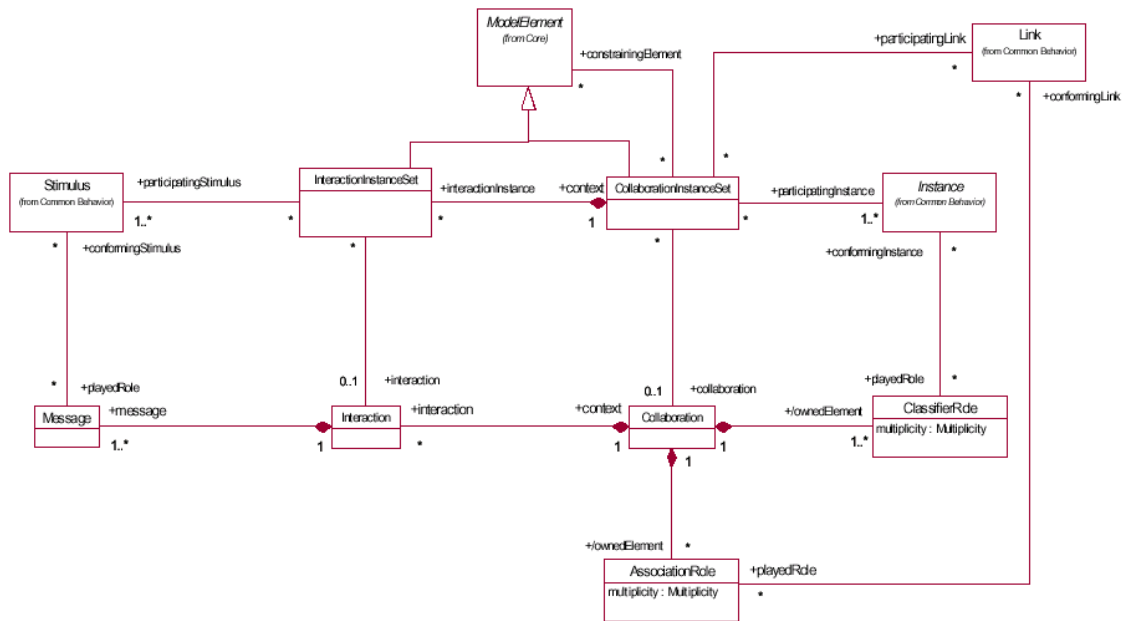 ModelElement
(from Core)
+constrainingElement
*
+participatingLink
*
Link
(from Common Behavior)
*
+conformingLink
Stimulus
(from Common Behavior)
+participatingStimulus
1..*
*
InteractionInstanceSet
+interactionInstance
*
+context
1
*
*
CollaborationInstanceSet
+participatingInstance
*
1..*
Instance
(from Common Behavior)
*
+conformingStimulus
*
*
+conformingInstance
*
*
+playedRole
0..1
+interaction
0..1
+collaboration
+playedRole
*
Message
+message
1..*
1
Interaction
+interaction
*
+context
1
Collaboration
1
1
+/ownedElement
1..*
ClassifierRole
multiplicity : Multiplicity
+/ownedElement
*
AssociationRole
multiplicity : Multiplicity
+playedRole
*